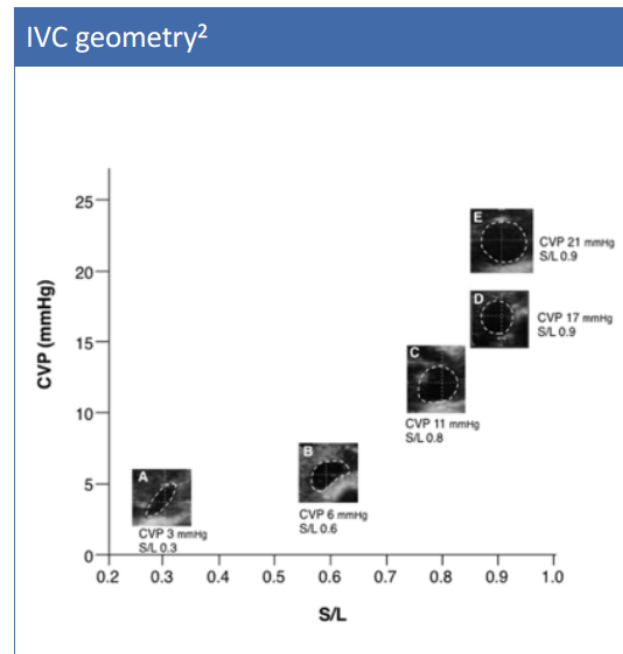 IVC geometry²
CVP (mmHg)
25
20
15
10
5
0
E
CVP 21 mmHg
S/L 0.9
D
CVP 17 mmHg
S/L 0.9
C
CVP 11 mmHg
S/L 0.8
B
CVP 6 mmHg
S/L 0.6
A
CVP 3 mmHg
S/L 0.3
0.2 0.3 0.4 0.5 0.6 0.7 0.8 0.9 1.0
S/L